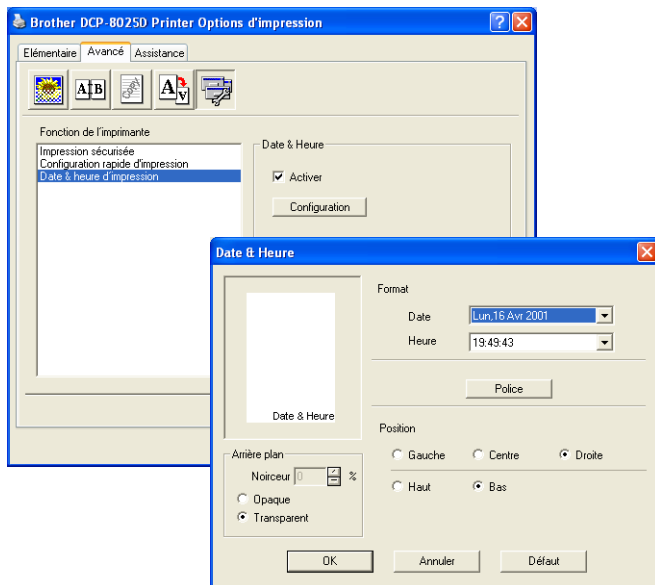 Brother DCP-8025D Printer Options d'impression
Elémentaire Avancé Assistance
Fonction de l'imprimante
Impression sécurisée
Configuration rapide d'impression
Date & heure d'impression
Date & Heure
Activer
Configuration
Date & Heure
Date & Heure
Arrière plan
Noirceur 0 %
Opaque
Transparent
Format
Date Lun,16 Avr 2001
Heure 19:49:43
Police
Position
Gauche Centre Droite
Haut Bas
OK Annuler Défaut